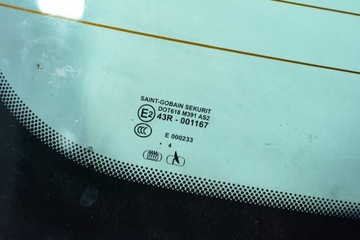 SAINT-GOBAIN SEKURIT
DOT618 M391 AS2
E2 43R - 001167
CCC
E 000233
. 4